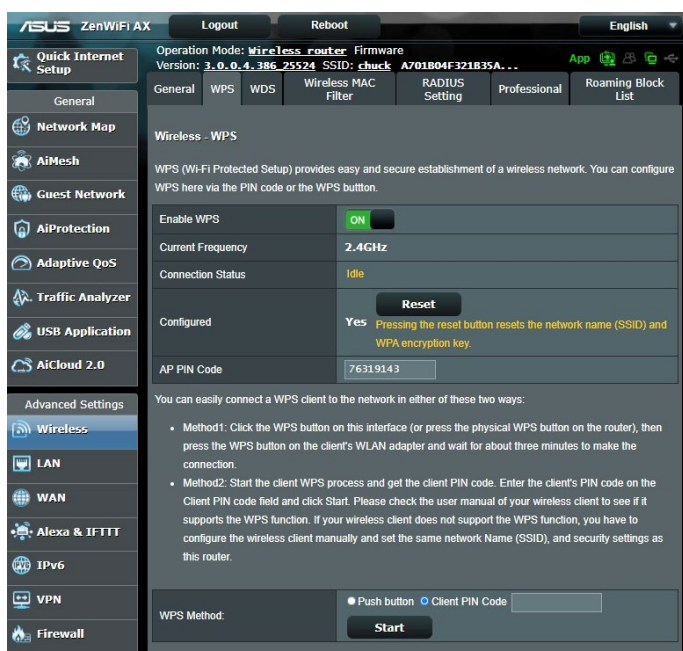 ASUS ZenWiFi AX Logout Reboot English
Quick Internet Setup
Operation Mode: Wireless router Firmware
Version: 3.0.0.4.386_25524 SSID: chuck A701B04F321B35A...
App
General WPS WDS Wireless MAC Filter RADIUS Setting Professional Roaming Block List
General
Network Map
AiMesh
Guest Network
AiProtection
Adaptive QoS
Traffic Analyzer
USB Application
AiCloud 2.0
Advanced Settings
Wireless
LAN
WAN
Alexa & IFTTT
IPv6
VPN
Firewall
Wireless - WPS
WPS (Wi-Fi Protected Setup) provides easy and secure establishment of a wireless network. You can configure
WPS here via the PIN code or the WPS buttton.
Enable WPS ON
Current Frequency 2.4GHz
Connection Status Idle
Configured Yes Reset
Pressing the reset button resets the network name (SSID) and
WPA encryption key.
AP PIN Code 76319143
You can easily connect a WPS client to the network in either of these two ways:
• Method1: Click the WPS button on this interface (or press the physical WPS button on the router), then
press the WPS button on the client's WLAN adapter and wait for about three minutes to make the
connection.
• Method2: Start the client WPS process and get the client PIN code. Enter the client's PIN code on the
Client PIN code field and click Start. Please check the user manual of your wireless client to see if it
supports the WPS function. If your wireless client does not support the WPS function, you have to
configure the wireless client manually and set the same network Name (SSID), and security settings as
this router.
WPS Method: Push button Client PIN Code
Start